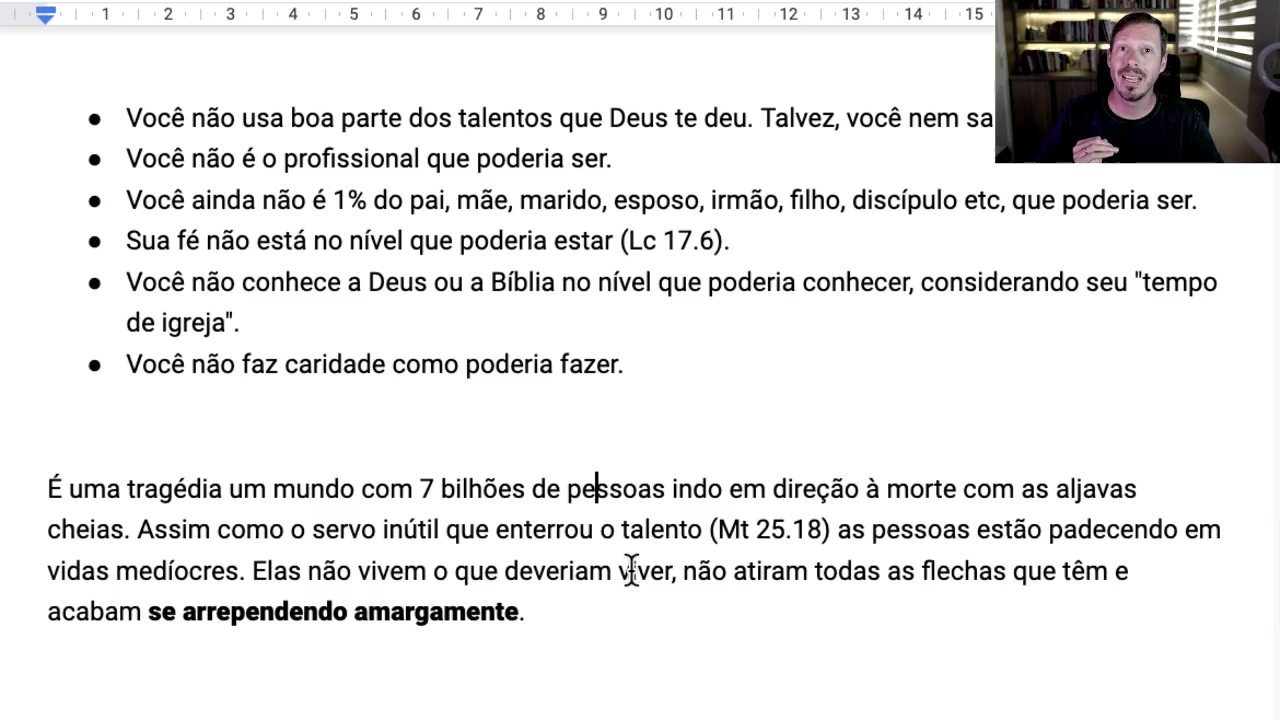 1 2 3 4 5 6 7 8 9 10 11 12 13 14 15
● Você não usa boa parte dos talentos que Deus te deu. Talvez, você nem
● Você não é o profissional que poderia ser.
● Você ainda não é 1% do pai, mãe, marido, esposo, irmão, filho, discípulo etc, que poderia ser.
● Sua fé não está no nível que poderia estar (Lc 17.6).
● Você não conhece a Deus ou a Bíblia no nível que poderia conhecer, considerando seu "tempo
de igreja".
● Você não faz caridade como poderia fazer.
É uma tragédia um mundo com 7 bilhões de pessoas indo em direção à morte com as aljavas
cheias. Assim como o servo inútil que enterrou o talento (Mt 25.18) as pessoas estão padecendo em
vidas medíocres. Elas não vivem o que deveriam viver, não atiram todas as flechas que têm e
acabam se arrependendo amargamente.